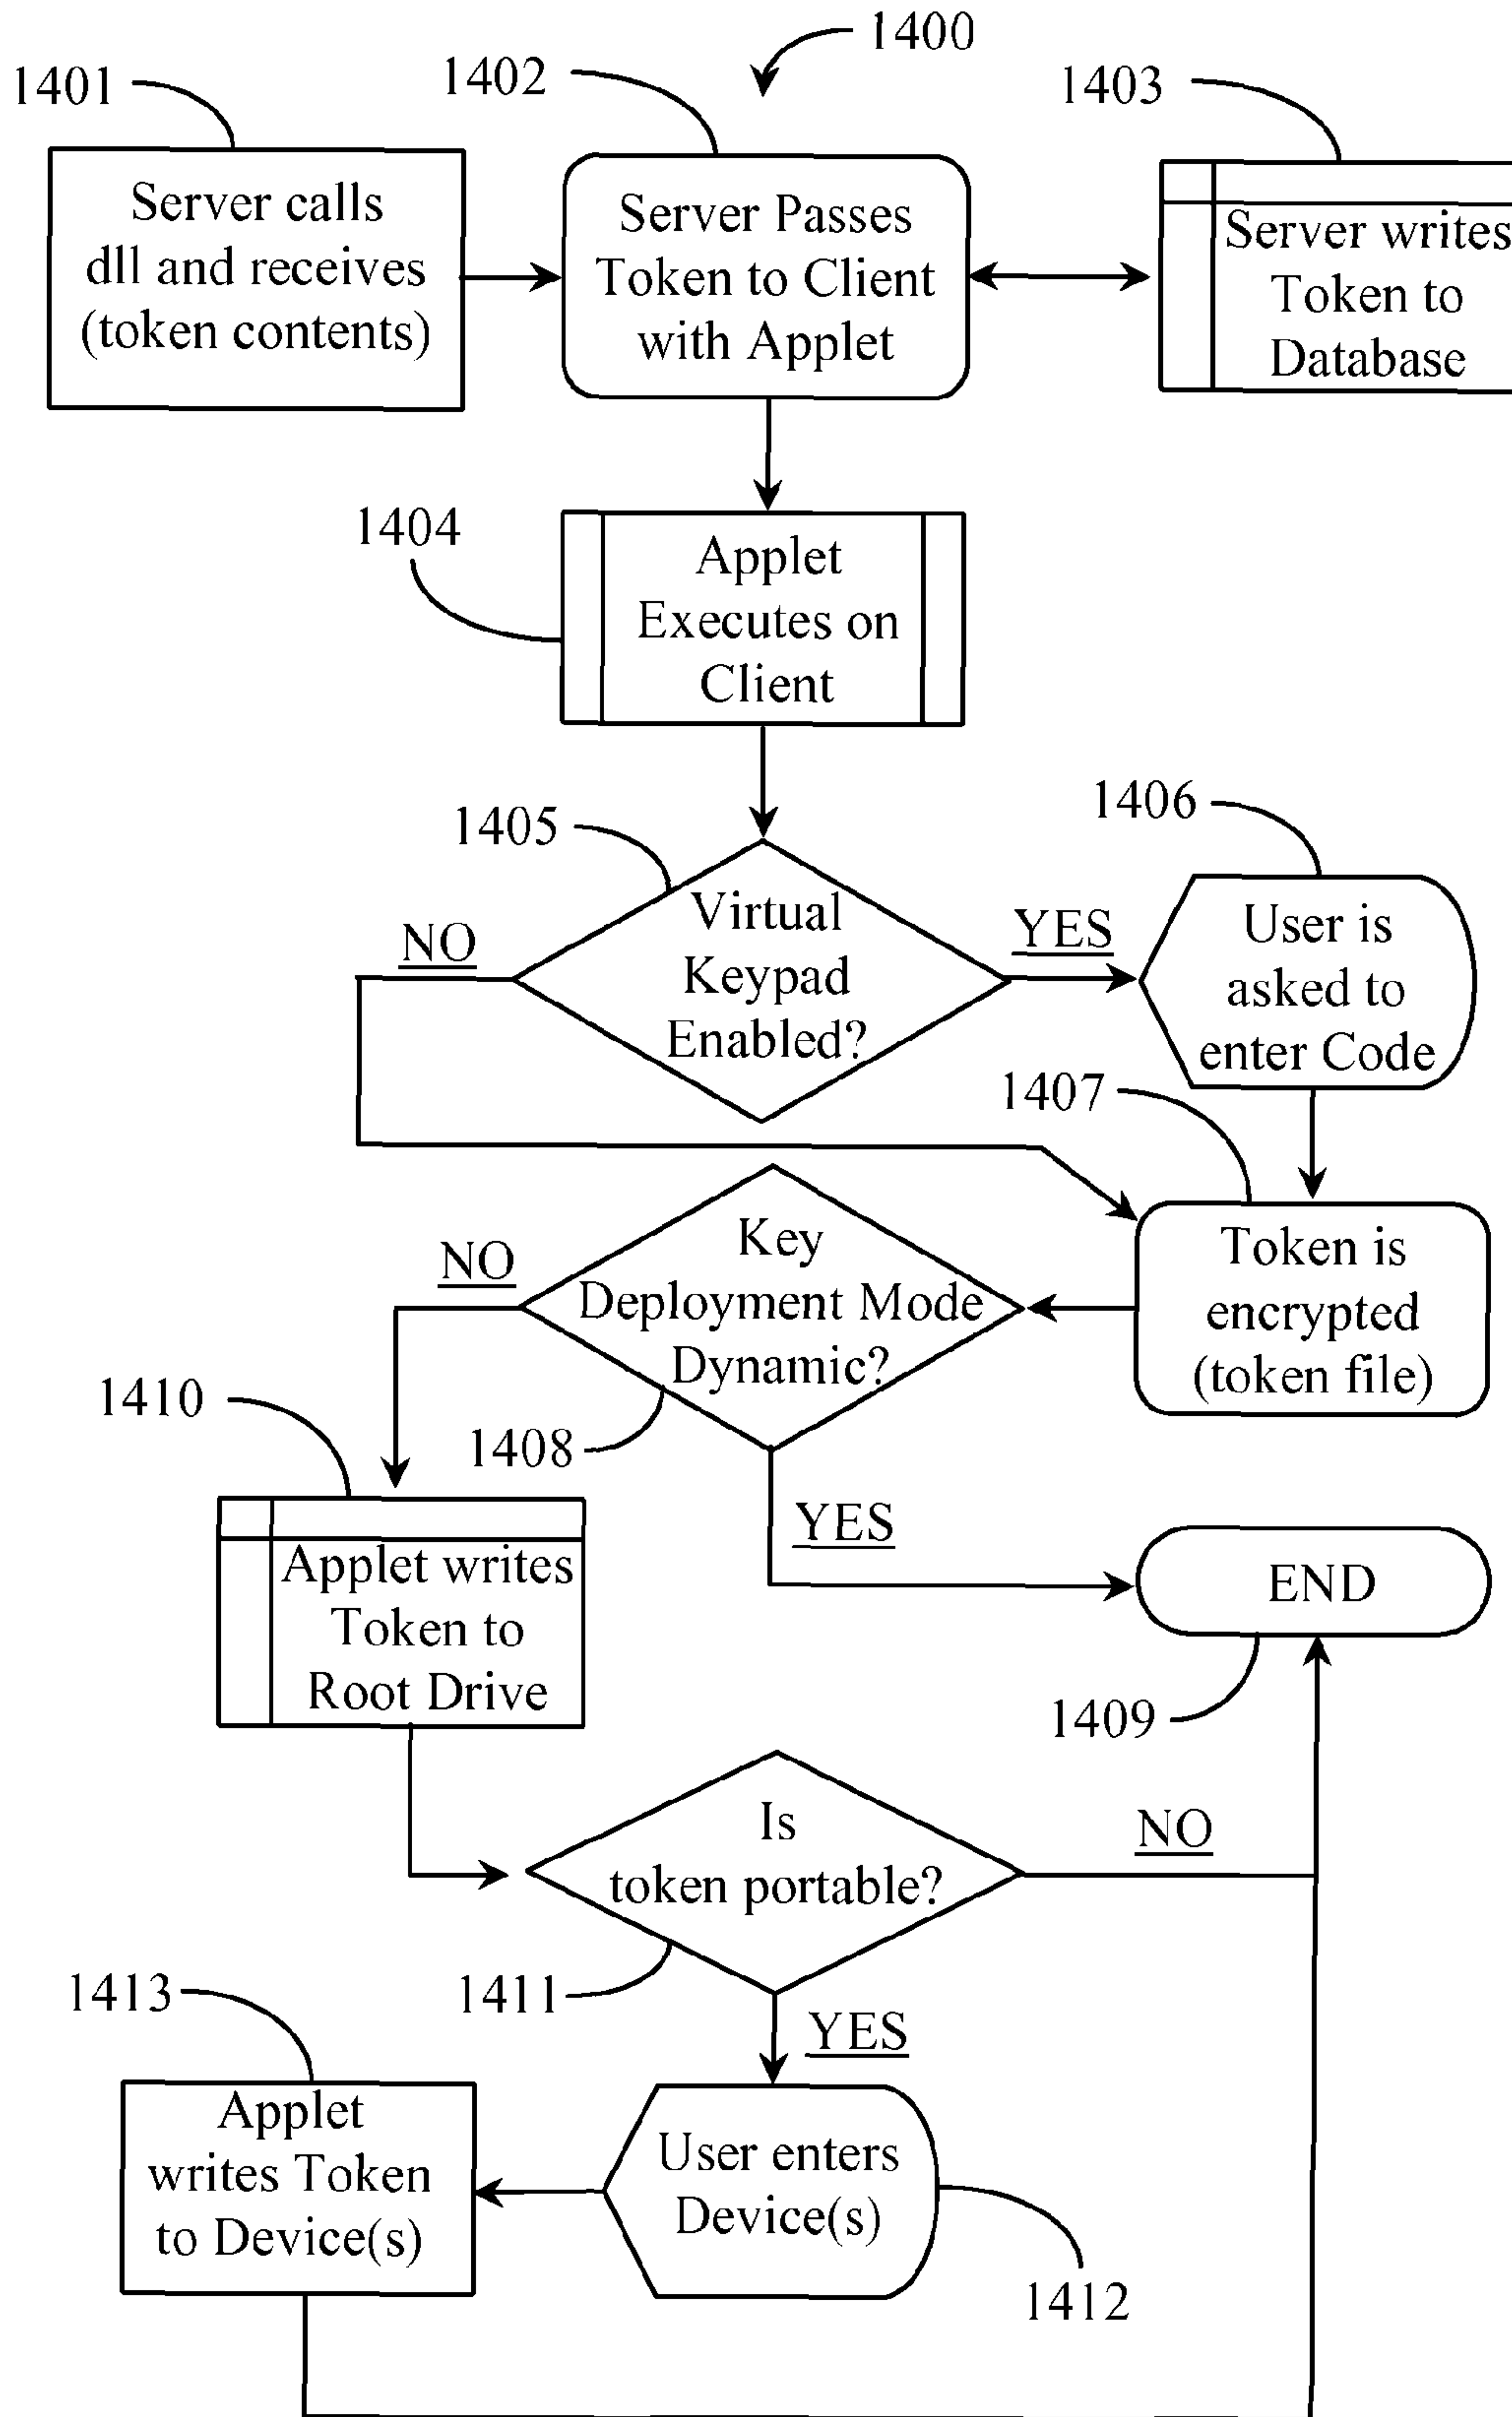 1400
1401
1402
1403
Server calls
dll and receives
(token contents)
Server Passes
Token to Client
with Applet
Server writes
Token to
Database
1404
Applet
Executes on
Client
1405
1406
Virtual
Keypad
Enabled?
NO
YES
User is
asked to
enter Code
1407
Key
Deployment Mode
Dynamic?
NO
Token is
encrypted
(token file)
1410
1408
YES
Applet writes
Token to
Root Drive
END
1409
Is
token portable?
NO
1413
1411
YES
Applet
writes Token
to Device(s)
User enters
Device(s)
1412